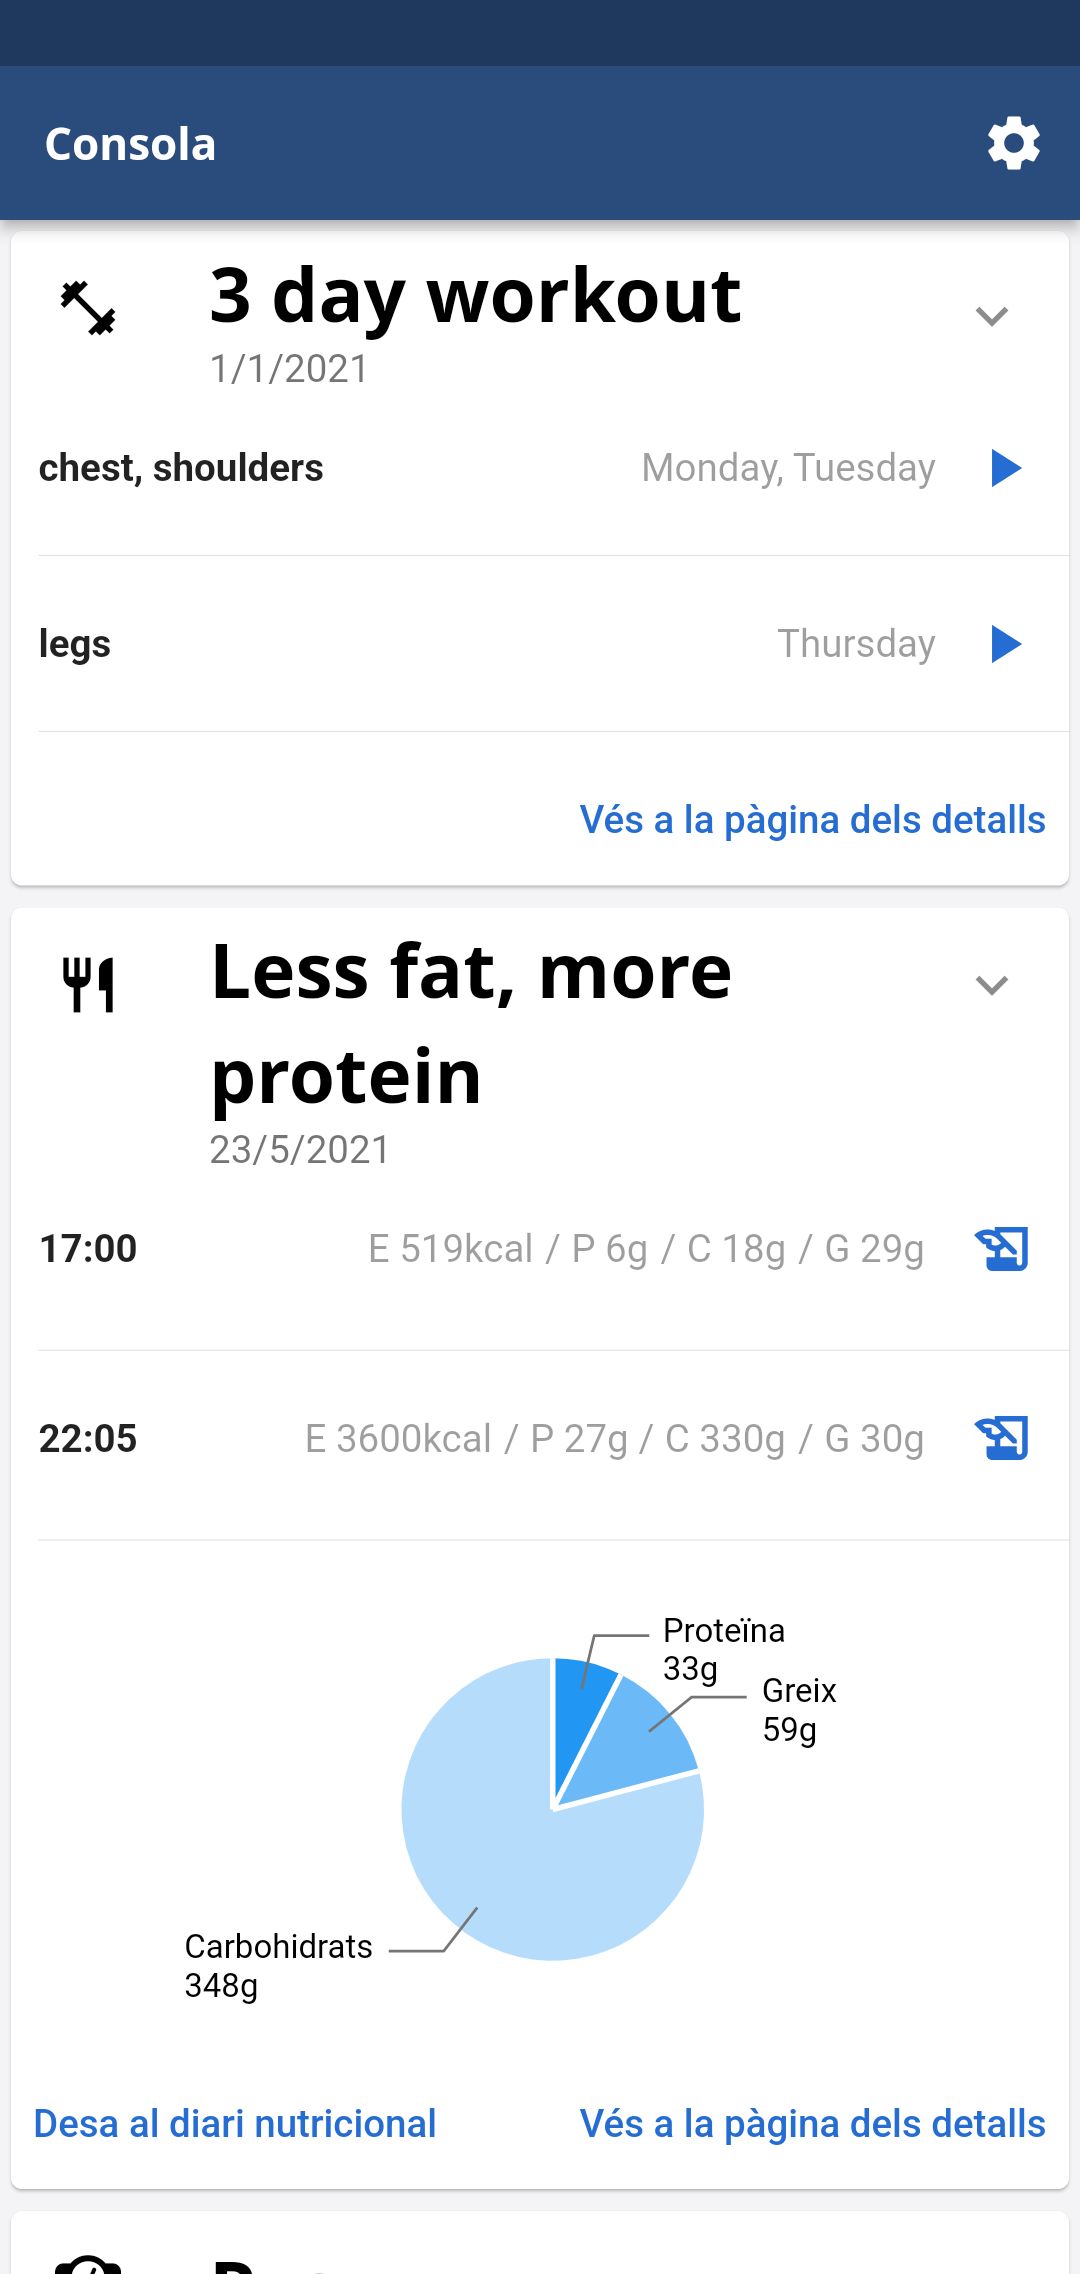 Consola
3 day workout
1/1/2021
chest, shoulders Monday, Tuesday
legs Thursday
Vés a la pàgina dels detalls
Less fat, more
protein
23/5/2021
17:00 E 519kcal / P 6g / C 18g / G 29g
22:05 E 3600kcal / P 27g / C 330g / G 30g
Proteïna
33g
Greix
59g
Carbohidrats
348g
Desa al diari nutricional Vés a la pàgina dels detalls